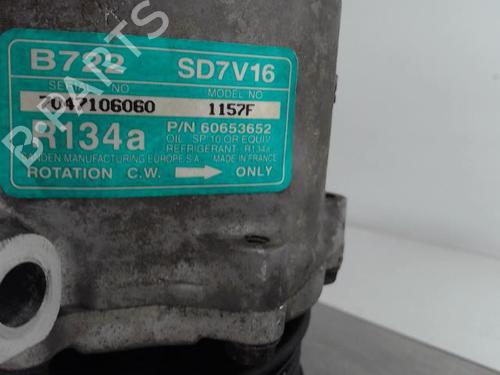 B722 SD7V16
SERIAL NO MODEL NO
7047106060 1157F
R134a P/N 60653652
OIL SP 10 OR EQUIV
REFRIGERANT R134a
SANDEN MANUFACTURING EUROPE S.A. MADE IN FRANCE
ROTATION C.W. ONLY
B PARTS